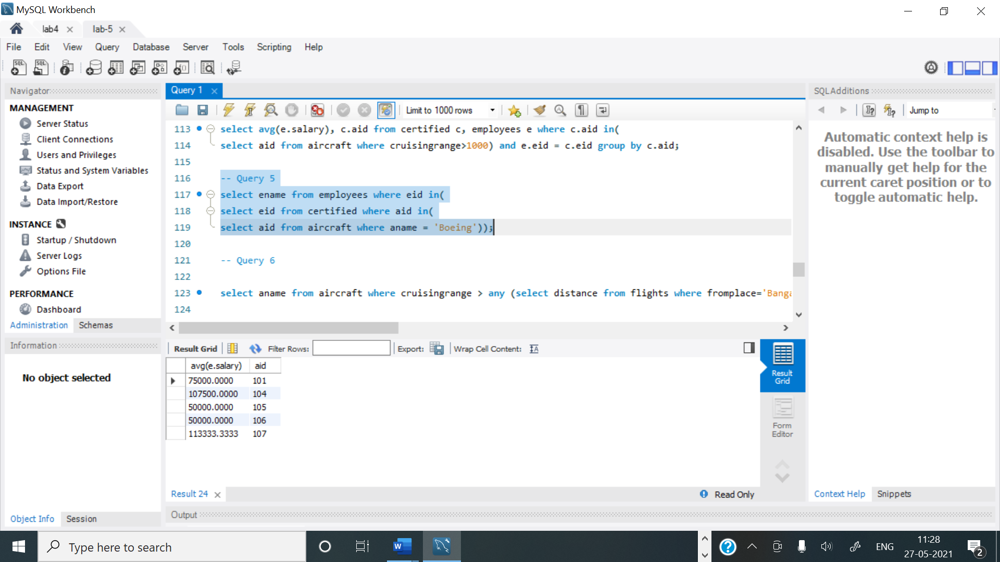 MySQL Workbench
lab4
lab-5
File Edit View Query Database Server Tools Scripting Help
Navigator
MANAGEMENT
Server Status
Client Connections
Users and Privileges
Status and System Variables
Data Export
Data Import/Restore
INSTANCE
Startup / Shutdown
Server Logs
Options File
PERFORMANCE
Dashboard
Administration Schemas
Information
No object selected
Object Info Session
Query 1
Limit to 1000 rows
113 select avg(e.salary), c.aid from certified c, employees e where c.aid in(
114 select aid from aircraft where cruisingrange>1000) and e.eid = c.eid group by c.aid;
115
116 -- Query 5
117 select ename from employees where eid in(
118 select eid from certified where aid in(
119 select aid from aircraft where aname = 'Boeing'));
120
121 -- Query 6
122
123 select aname from aircraft where cruisingrange > any (select distance from flights where fromplace='Banga
124
Result Grid Filter Rows: Export: Wrap Cell Content:
avg(e.salary) aid
75000.0000 101
107500.0000 104
50000.0000 105
50000.0000 106
113333.3333 107
Result Grid
Form Editor
Result 24
Read Only
Output
SQLAdditions
Jump to
Automatic context help is
disabled. Use the toolbar to
manually get help for the
current caret position or to
toggle automatic help.
Context Help Snippets
Type here to search
ENG
11:28
27-05-2021
2